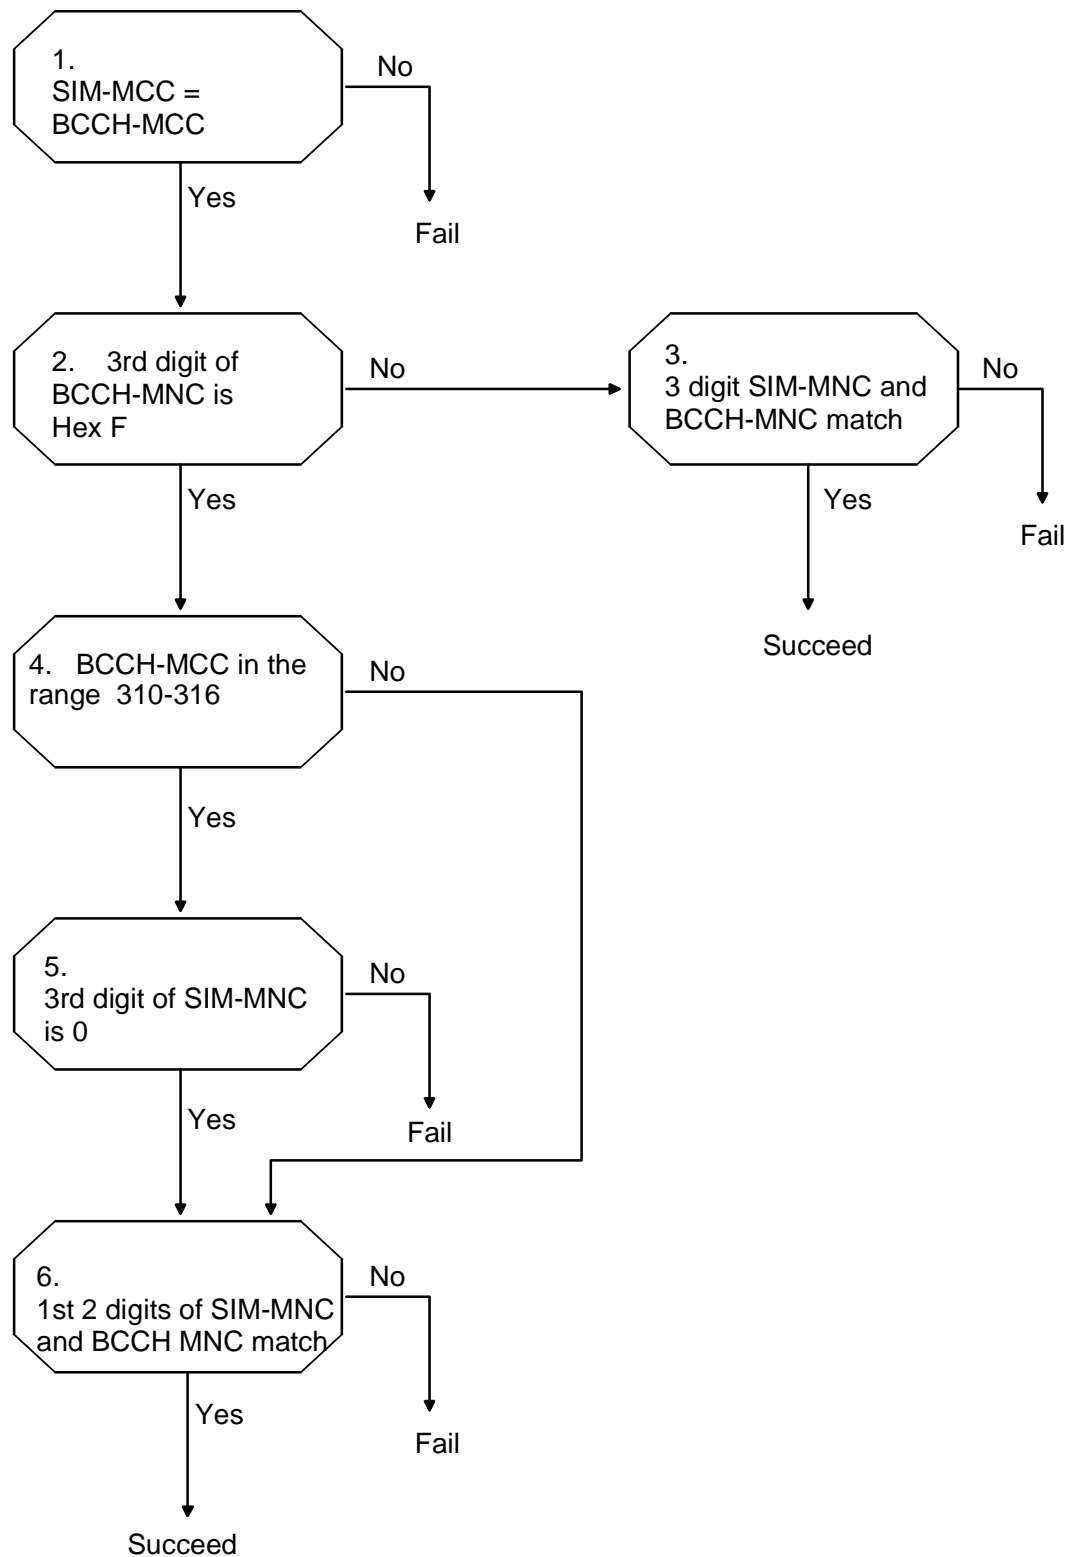 1.
SIM-MCC =
BCCH-MCC
No
Yes
Fail
2. 3rd digit of
BCCH-MNC is
Hex F
No
Yes
3.
3 digit SIM-MNC and
BCCH-MNC match
No
Yes
Fail
Succeed
4. BCCH-MCC in the
range 310-316
No
Yes
5.
3rd digit of SIM-MNC
is 0
No
Yes
Fail
6.
1st 2 digits of SIM-MNC
and BCCH MNC match
No
Yes
Fail
Succeed